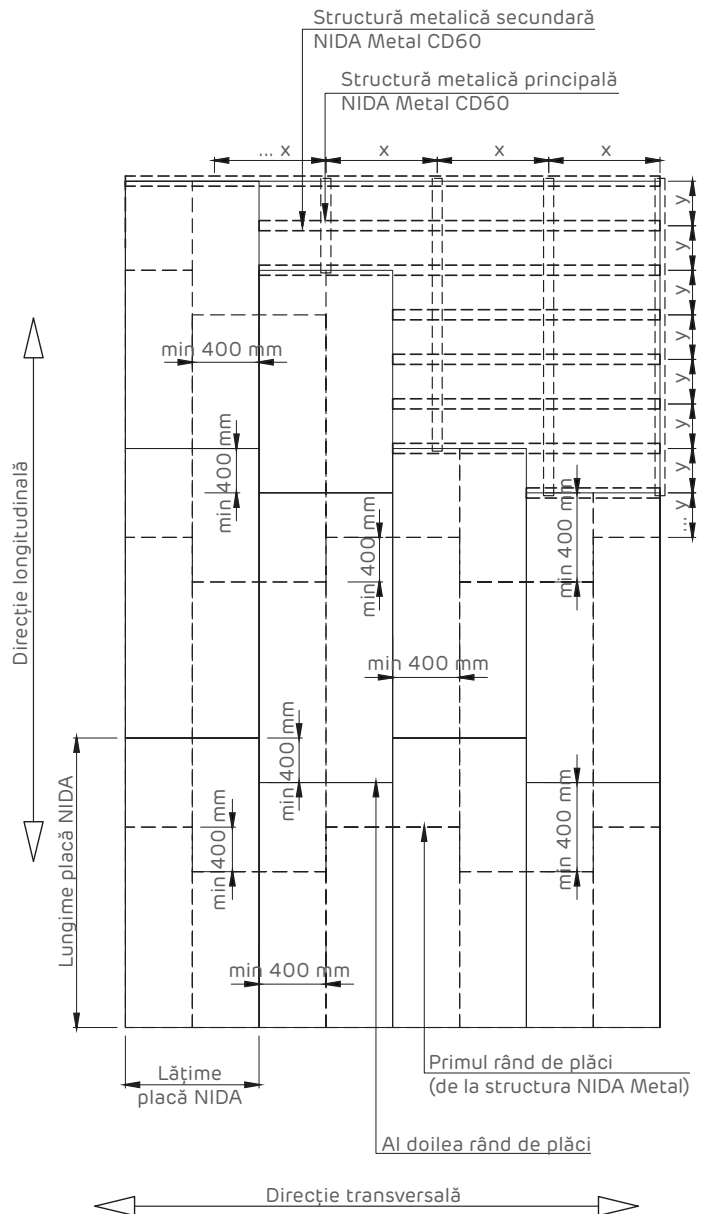 Structură metalică secundară
NIDA Metal CD60
Structură metalică principală
NIDA Metal CD60
... x
x
x
x
y
y
y
y
y
y
y
... y
min 400 mm
min 400 mm
min 400 mm
min 400 mm
Direcție longitudinală
min 400 mm
min 400 mm
min 400 mm
min 400 mm
Lungime placă NIDA
min 400 mm
Lățime
placă NIDA
Primul rând de plăci
(de la structura NIDA Metal)
Al doilea rând de plăci
Direcție transversală